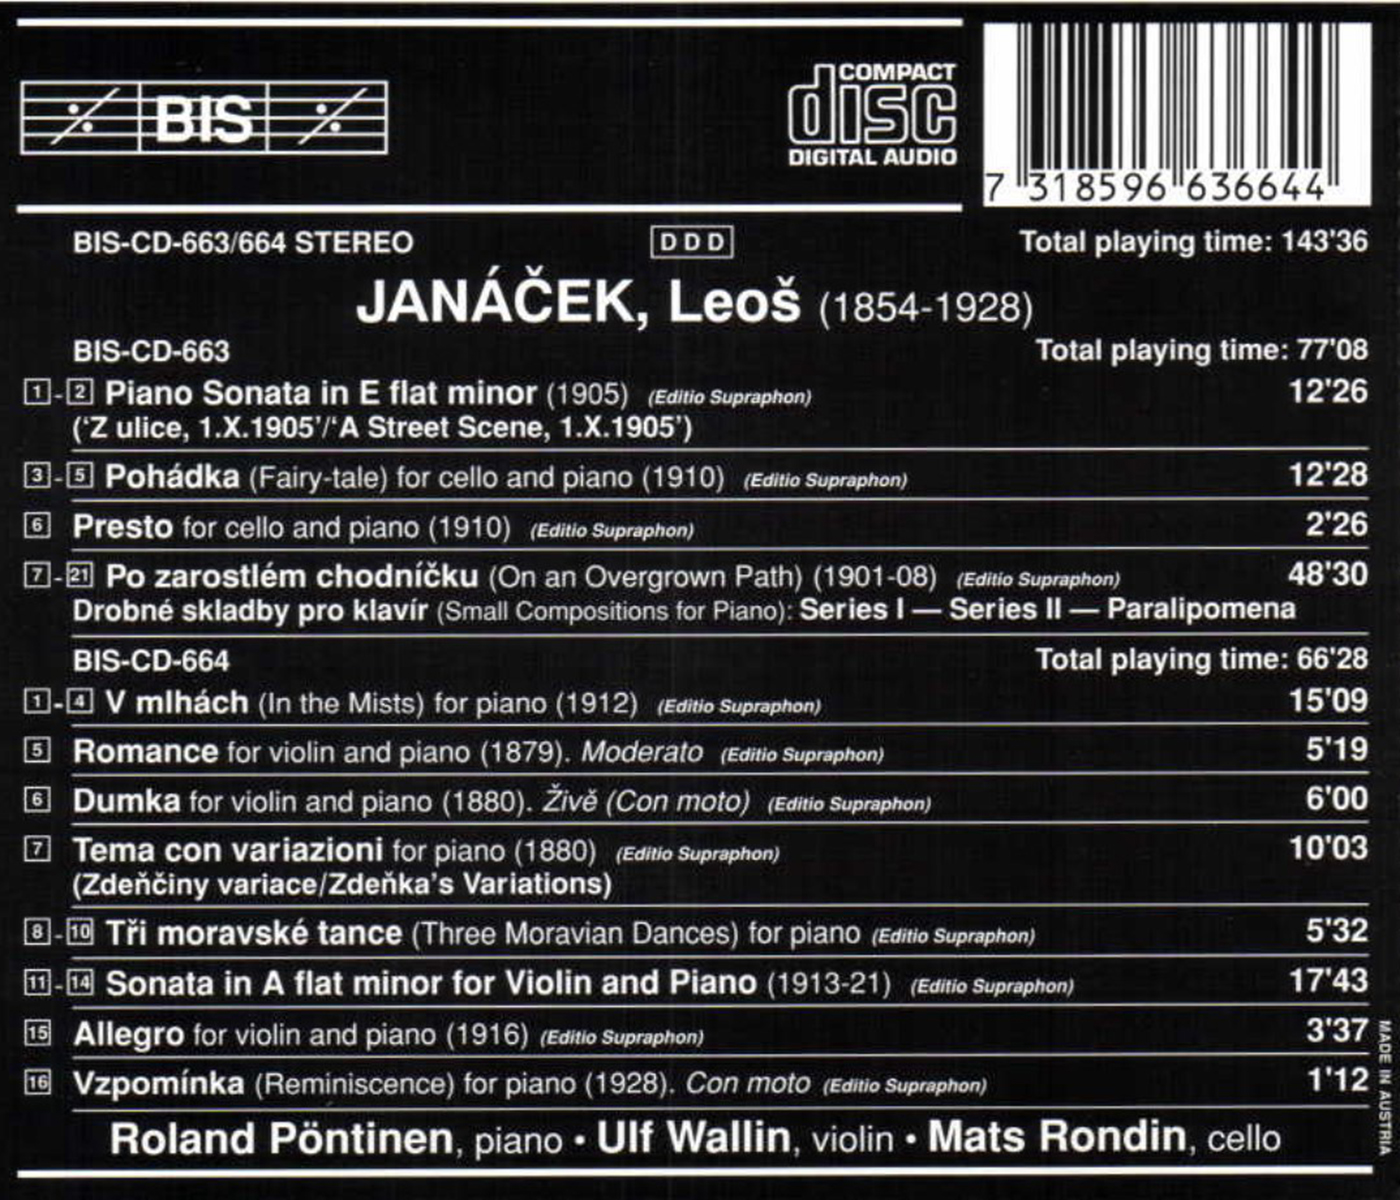 BIS
COMPACT
disc
DIGITAL AUDIO
7 318596 636644
BIS-CD-663/664 STEREO DDD Total playing time: 143'36
JANÁČEK, Leoš (1854-1928)
BIS-CD-663 Total playing time: 77'08
1-2 Piano Sonata in E flat minor (1905) (Editio Supraphon) 12'26
('Z ulice, 1.X.1905'/'A Street Scene, 1.X.1905')
3-5 Pohádka (Fairy-tale) for cello and piano (1910) (Editio Supraphon) 12'28
6 Presto for cello and piano (1910) (Editio Supraphon) 2'26
7-21 Po zarostlém chodníčku (On an Overgrown Path) (1901-08) (Editio Supraphon) 48'30
Drobné skladby pro klavír (Small Compositions for Piano): Series I — Series II — Paralipomena
BIS-CD-664 Total playing time: 66'28
1-4 V mlhách (In the Mists) for piano (1912) (Editio Supraphon) 15'09
5 Romance for violin and piano (1879). Moderato (Editio Supraphon) 5'19
6 Dumka for violin and piano (1880). Živě (Con moto) (Editio Supraphon) 6'00
7 Tema con variazioni for piano (1880) (Editio Supraphon) 10'03
(Zdeňčiny variace/Zdeňka's Variations)
8-10 Tři moravské tance (Three Moravian Dances) for piano (Editio Supraphon) 5'32
11-14 Sonata in A flat minor for Violin and Piano (1913-21) (Editio Supraphon) 17'43
15 Allegro for violin and piano (1916) (Editio Supraphon) 3'37
16 Vzpomínka (Reminiscence) for piano (1928). Con moto (Editio Supraphon) 1'12
MADE IN AUSTRIA
Roland Pöntinen, piano • Ulf Wallin, violin • Mats Rondin, cello